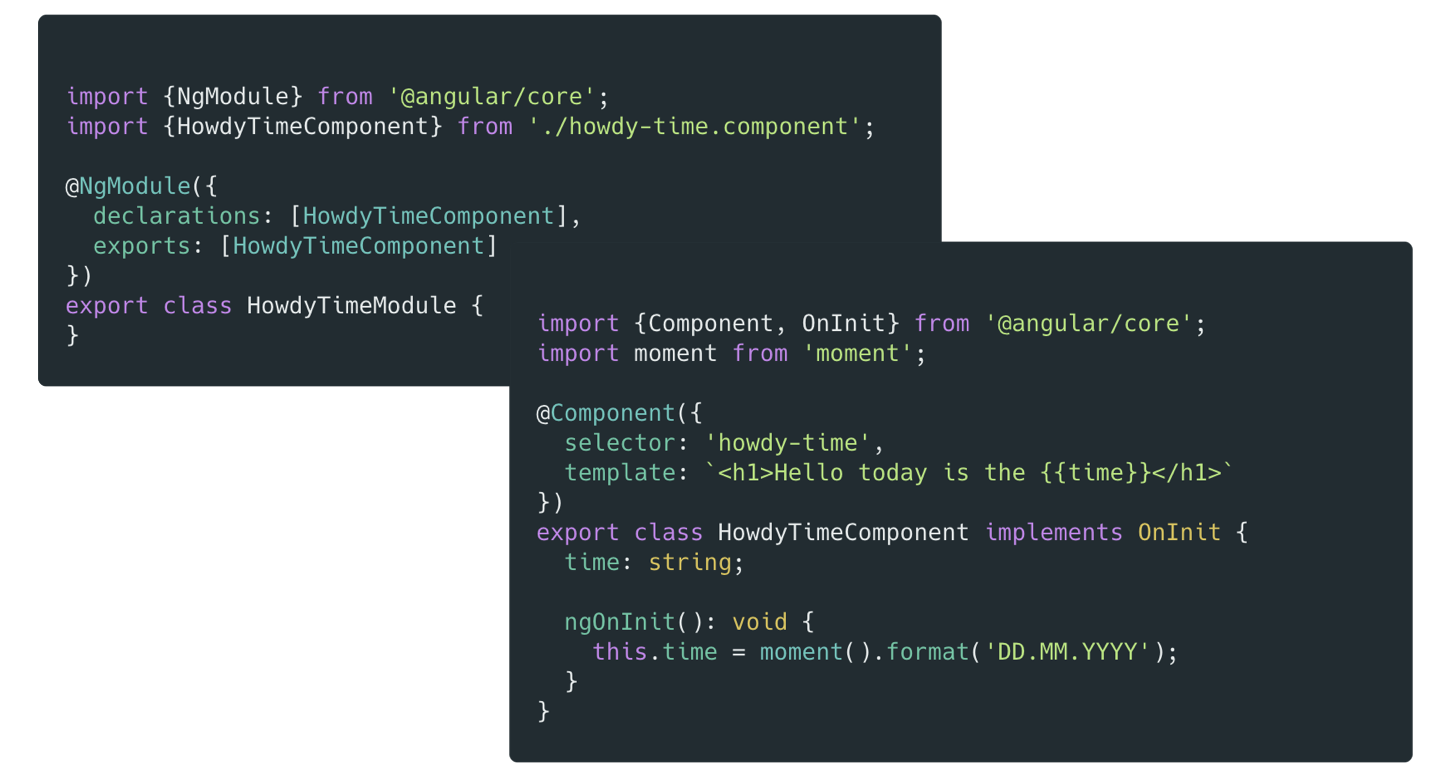 import {NgModule} from '@angular/core';
import {HowdyTimeComponent} from './howdy-time.component';
@NgModule({
  declarations: [HowdyTimeComponent],
  exports: [HowdyTimeComponent]
})
export class HowdyTimeModule {
}
import {Component, OnInit} from '@angular/core';
import moment from 'moment';
@Component({
  selector: 'howdy-time',
  template: `<h1>Hello today is the {{time}}</h1>`
})
export class HowdyTimeComponent implements OnInit {
  time: string;
  ngOnInit(): void {
    this.time = moment().format('DD.MM.YYYY');
  }
}